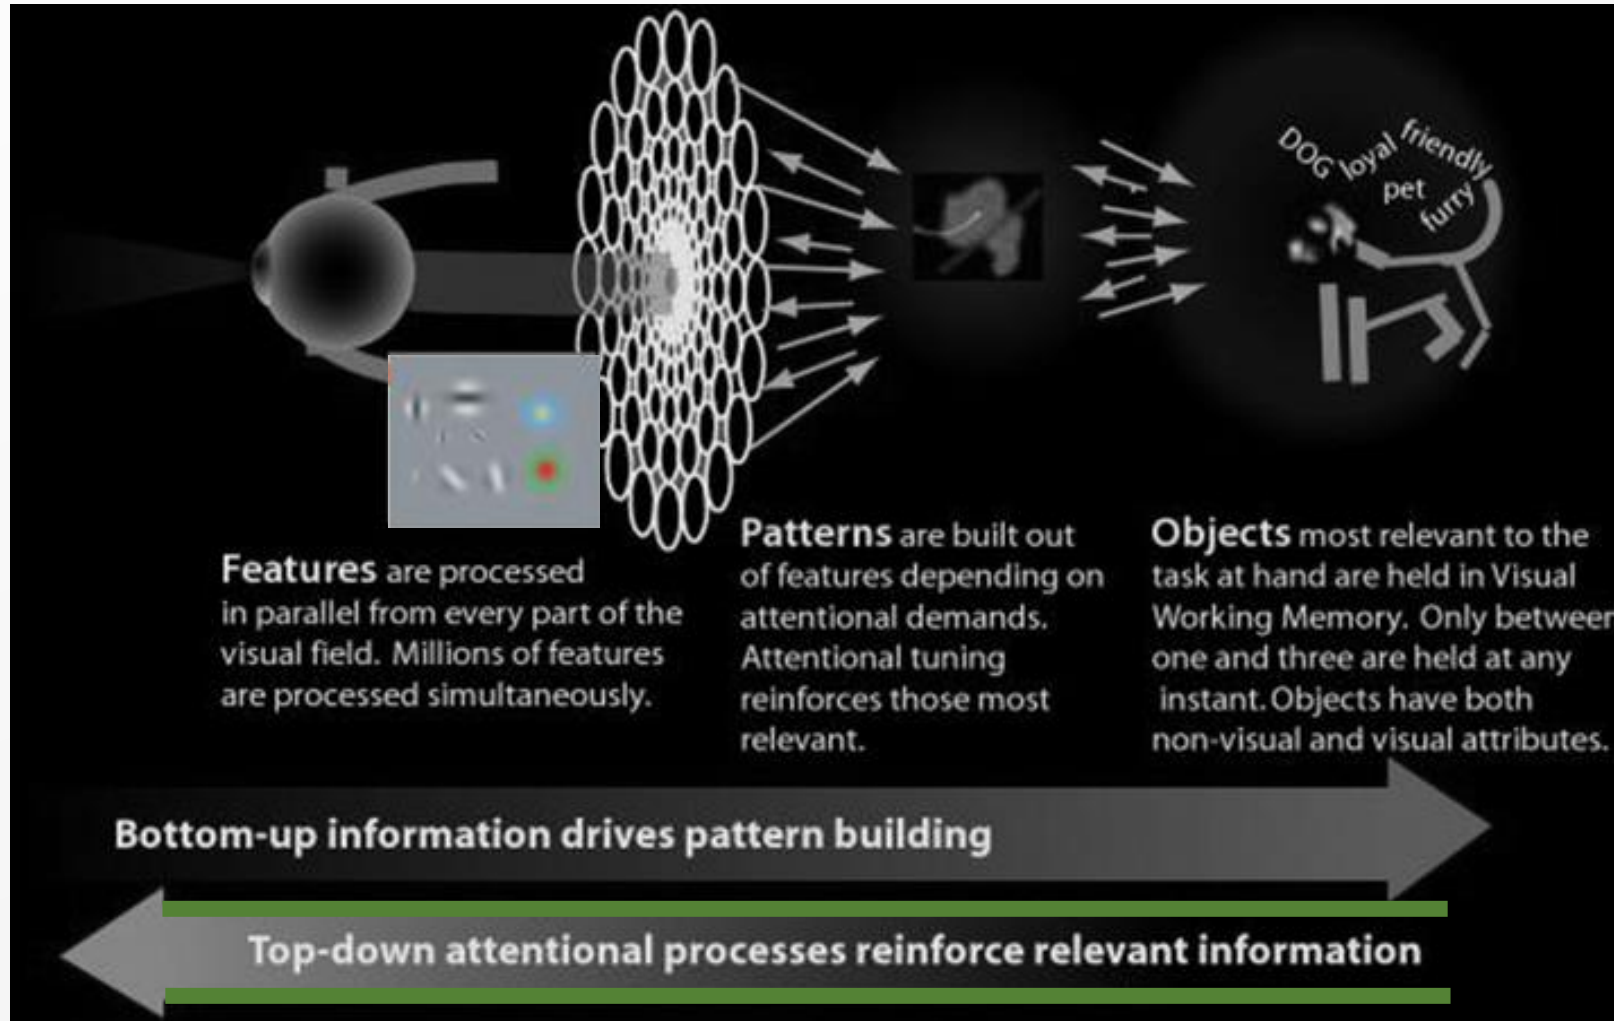 DOG loyal friendly
pet
furry
Features are processed
in parallel from every part of the
visual field. Millions of features
are processed simultaneously.
Patterns are built out
of features depending on
attentional demands.
Attentional tuning
reinforces those most
relevant.
Objects most relevant to the
task at hand are held in Visual
Working Memory. Only between
one and three are held at any
instant. Objects have both
non-visual and visual attributes.
Bottom-up information drives pattern building
Top-down attentional processes reinforce relevant information